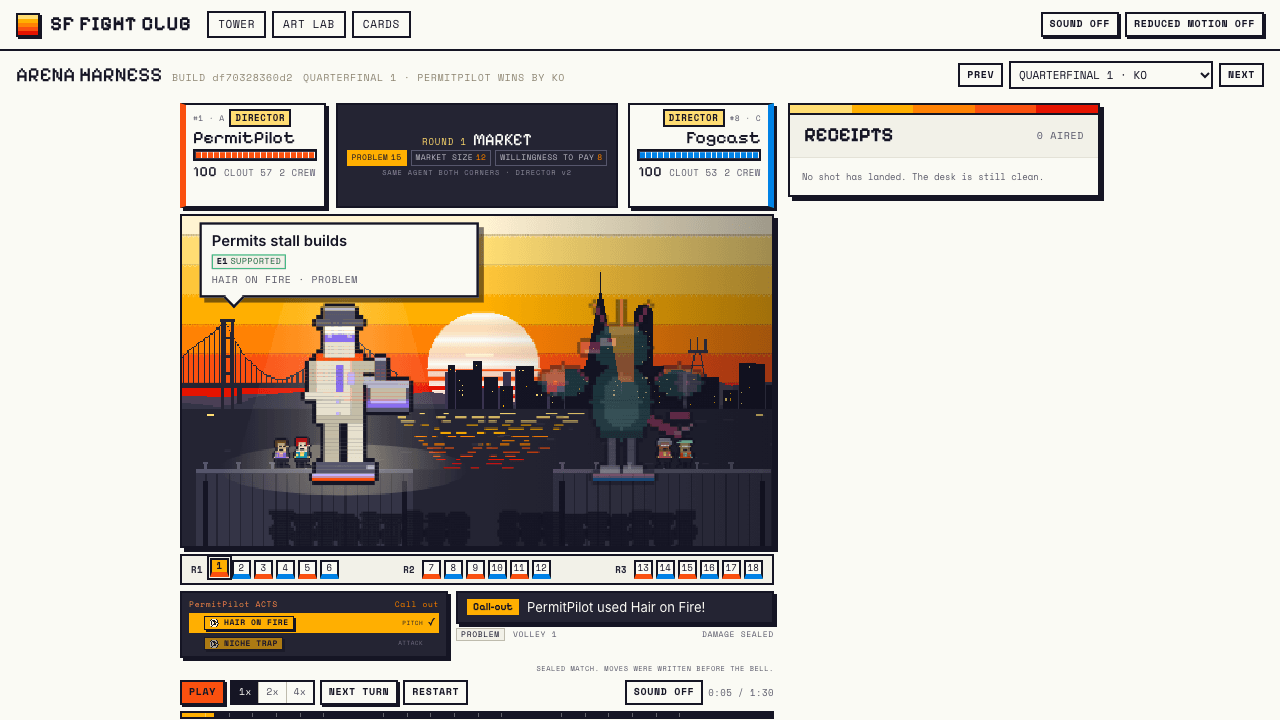 SF FIGHT CLUB TOWER ART LAB CARDS SOUND OFF REDUCED MOTION OFF
ARENA HARNESS BUILD df70328360d2 QUARTERFINAL 1 · PERMITPILOT WINS BY KO PREV QUARTERFINAL 1 · KO NEXT
#1 · A DIRECTOR
PermitPilot
100 CLOUT 57 2 CREW
ROUND 1 MARKET
PROBLEM 15 MARKET SIZE 12 WILLINGNESS TO PAY 8
SAME AGENT BOTH CORNERS · DIRECTOR v2
DIRECTOR #8 · C
Fogcast
100 CLOUT 53 2 CREW
RECEIPTS 0 AIRED
No shot has landed. The desk is still clean.
Permits stall builds
E1 SUPPORTED
HAIR ON FIRE · PROBLEM
R1 1 2 3 4 5 6 R2 7 8 9 10 11 12 R3 13 14 15 16 17 18
PermitPilot ACTS Call out
HAIR ON FIRE PITCH ✓
NICHE TRAP ATTACK
Call-out PermitPilot used Hair on Fire!
PROBLEM VOLLEY 1 DAMAGE SEALED
SEALED MATCH. MOVES WERE WRITTEN BEFORE THE BELL.
PLAY 1x 2x 4x NEXT TURN RESTART SOUND OFF 0:05 / 1:30